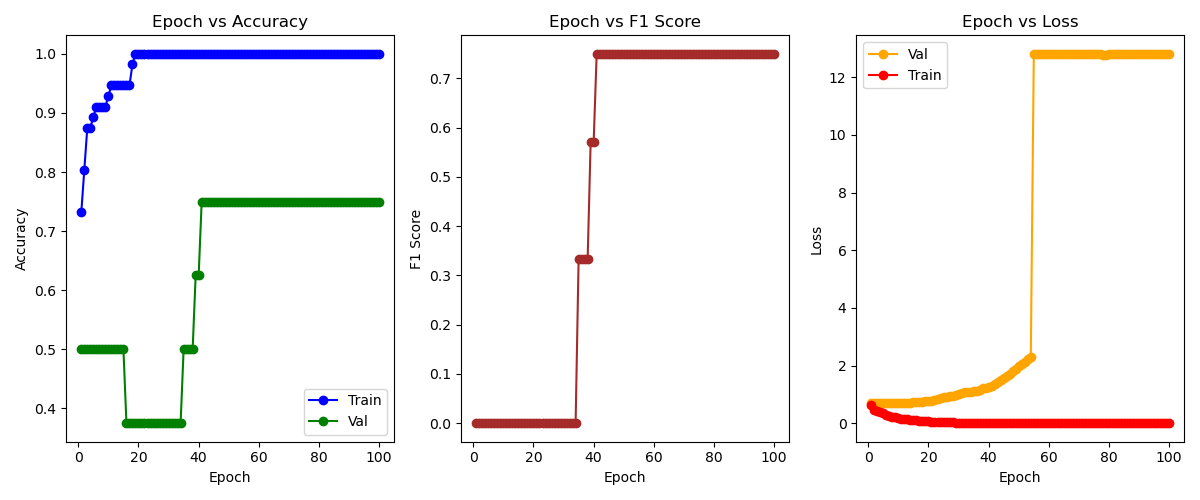 Epoch vs Accuracy
Accuracy
1.0
0.9
0.8
0.7
0.6
0.5
0.4
Train
Val
0 20 40 60 80 100
Epoch
Epoch vs F1 Score
F1 Score
0.7
0.6
0.5
0.4
0.3
0.2
0.1
0.0
0 20 40 60 80 100
Epoch
Epoch vs Loss
Loss
Val
Train
12
10
8
6
4
2
0
0 20 40 60 80 100
Epoch